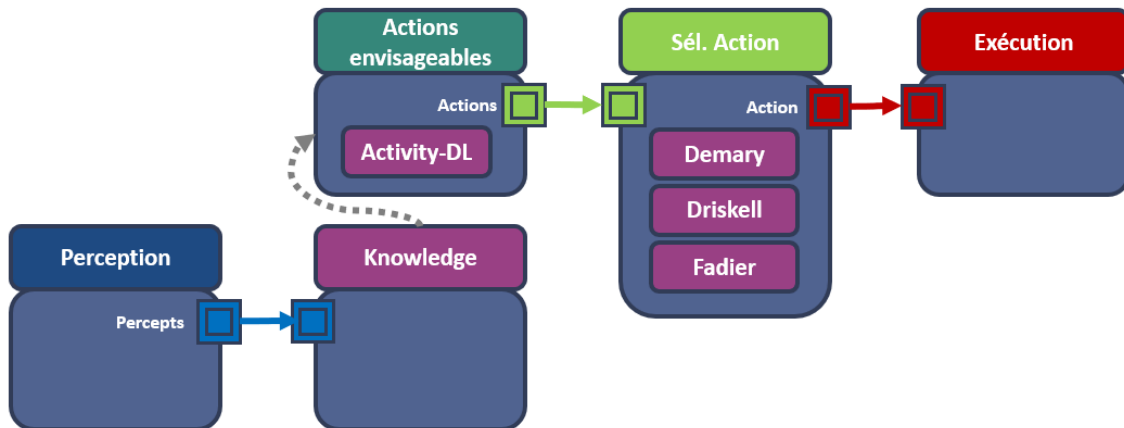 Actions
envisageables
Sél. Action
Exécution
Actions
Action
Activity-DL
Demary
Driskell
Fadier
Perception
Knowledge
Percepts